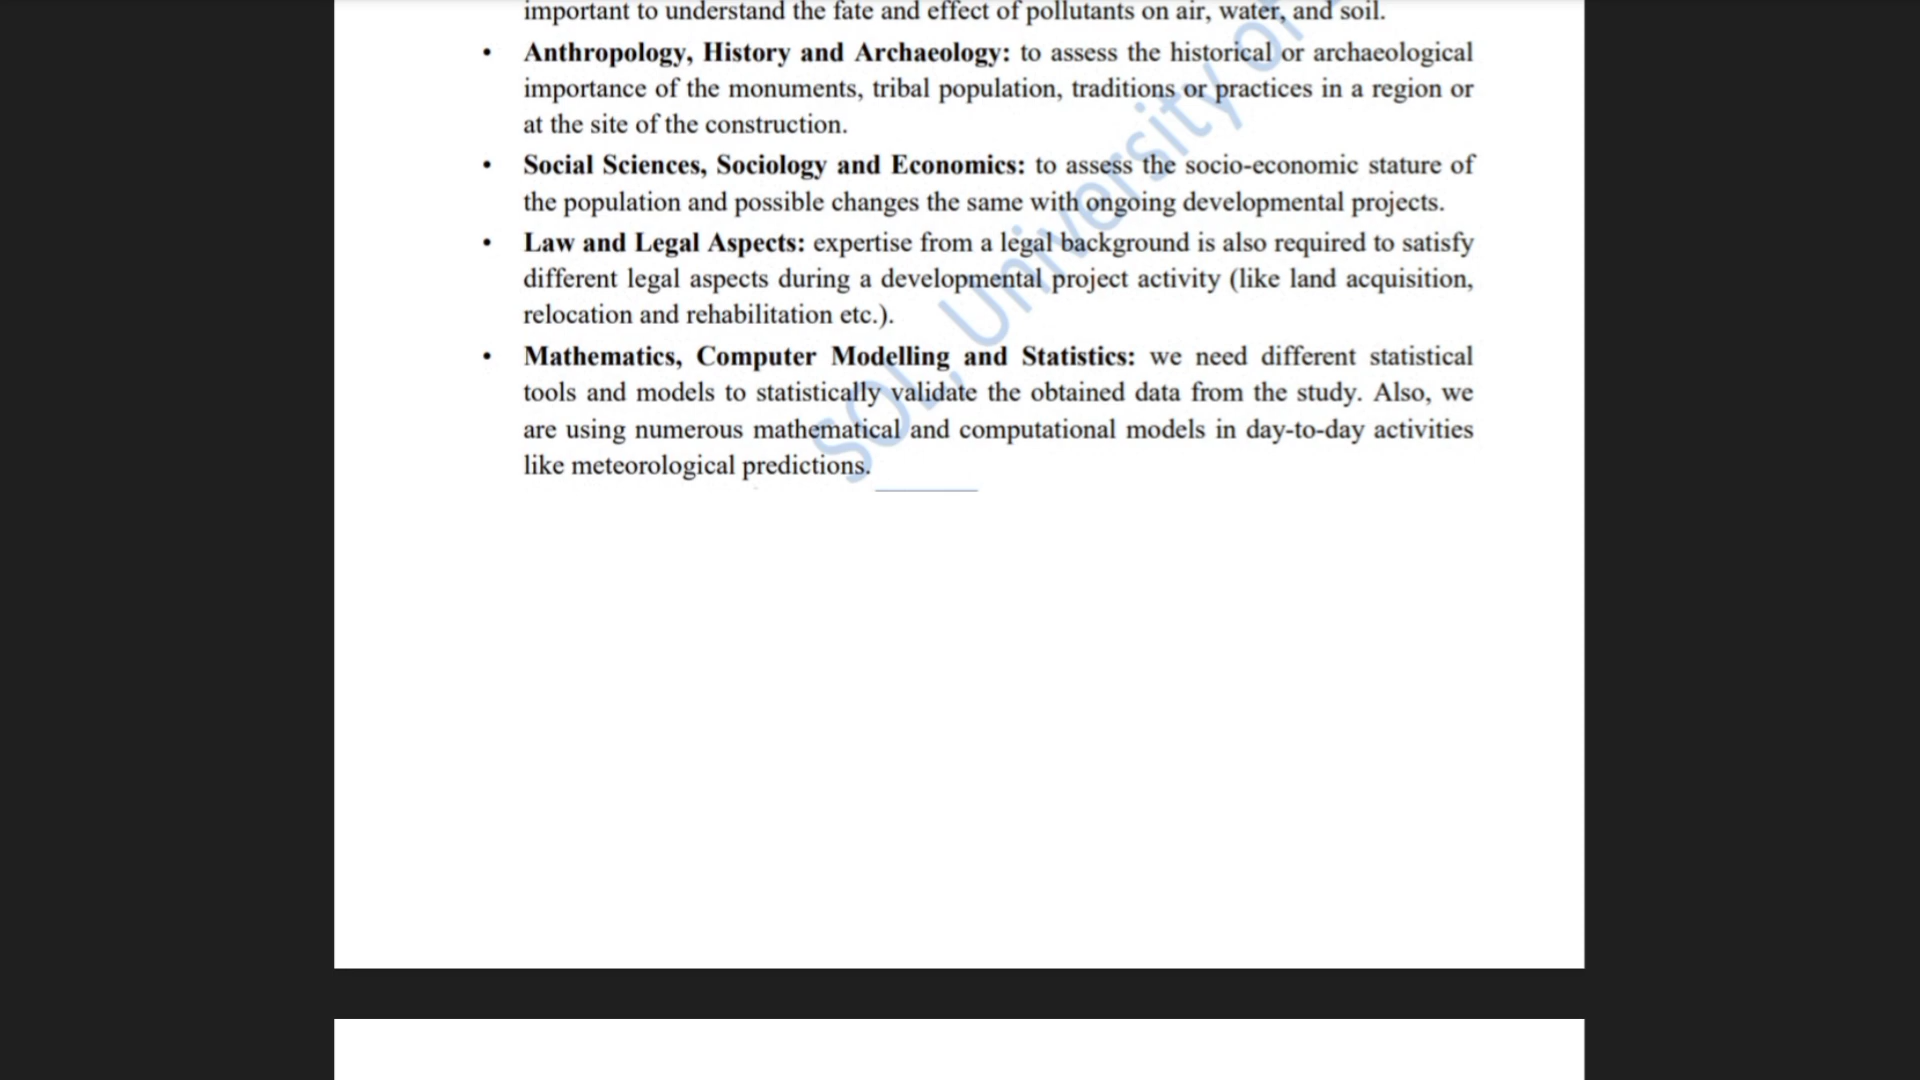 important to understand the fate and effect of pollutants on air, water, and soil.
• Anthropology, History and Archaeology: to assess the historical or archaeological
importance of the monuments, tribal population, traditions or practices in a region or
at the site of the construction.
• Social Sciences, Sociology and Economics: to assess the socio-economic stature of
the population and possible changes the same with ongoing developmental projects.
• Law and Legal Aspects: expertise from a legal background is also required to satisfy
different legal aspects during a developmental project activity (like land acquisition,
relocation and rehabilitation etc.).
• Mathematics, Computer Modelling and Statistics: we need different statistical
tools and models to statistically validate the obtained data from the study. Also, we
are using numerous mathematical and computational models in day-to-day activities
like meteorological predictions.
SOL, University of